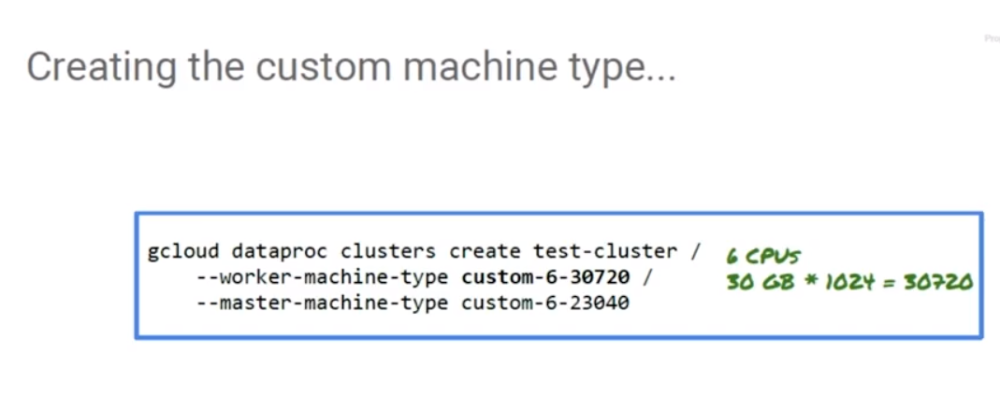 Pro
Creating the custom machine type...
gcloud dataproc clusters create test-cluster /
--worker-machine-type custom-6-30720 /
--master-machine-type custom-6-23040
6 CPUs
30 GB * 1024 = 30720